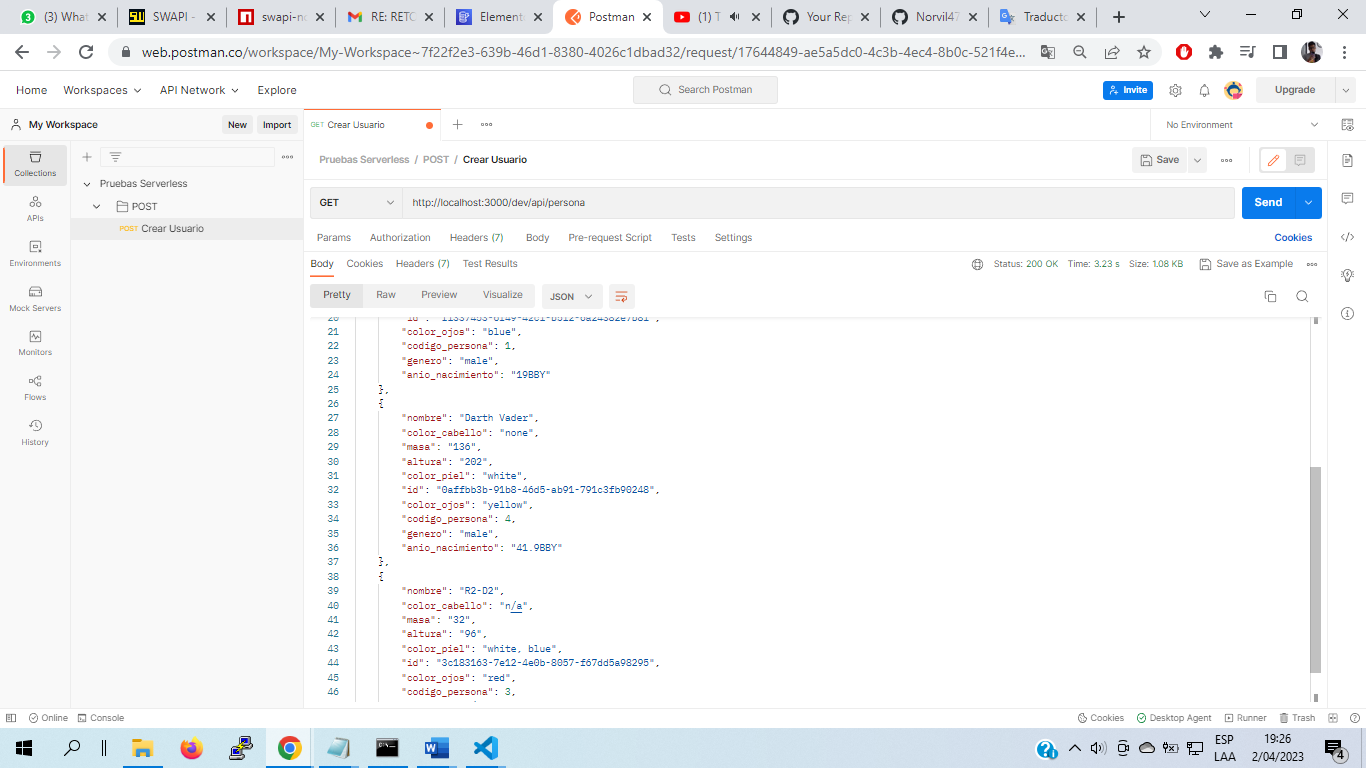 (3) What
SWAPI -
swapi-no
RE: RETC
Elemento
Postman
(1) T
Your Rep
Norvil47
Traducto
web.postman.co/workspace/My-Workspace~7f22f2e3-639b-46d1-8380-4026c1dbad32/request/17644849-ae5a5dc0-4c3b-4ec4-8b0c-521f4e...
Home Workspaces API Network Explore
Search Postman
Invite
Upgrade
My Workspace
New
Import
GET Crear Usuario
No Environment
Collections
APIs
Environments
Mock Servers
Monitors
Flows
History
Pruebas Serverless
POST
POST Crear Usuario
Pruebas Serverless / POST / Crear Usuario
Save
GET
http://localhost:3000/dev/api/persona
Send
Params Authorization Headers (7) Body Pre-request Script Tests Settings
Cookies
Body Cookies Headers (7) Test Results
Status: 200 OK Time: 3.23 s Size: 1.08 KB
Save as Example
Pretty Raw Preview Visualize
JSON
20
21 "color_ojos": "blue",
22 "codigo_persona": 1,
23 "genero": "male",
24 "anio_nacimiento": "19BBY"
25 },
26 {
27 "nombre": "Darth Vader",
28 "color_cabello": "none",
29 "masa": "136",
30 "altura": "202",
31 "color_piel": "white",
32 "id": "0affbb3b-91b8-46d5-ab91-791c3fb90248",
33 "color_ojos": "yellow",
34 "codigo_persona": 4,
35 "genero": "male",
36 "anio_nacimiento": "41.9BBY"
37 },
38 {
39 "nombre": "R2-D2",
40 "color_cabello": "n/a",
41 "masa": "32",
42 "altura": "96",
43 "color_piel": "white, blue",
44 "id": "3c183163-7e12-4e0b-8057-f67dd5a98295",
45 "color_ojos": "red",
46 "codigo_persona": 3,
Online
Console
Cookies
Desktop Agent
Runner
Trash
ESP
LAA
19:26
2/04/2023
4